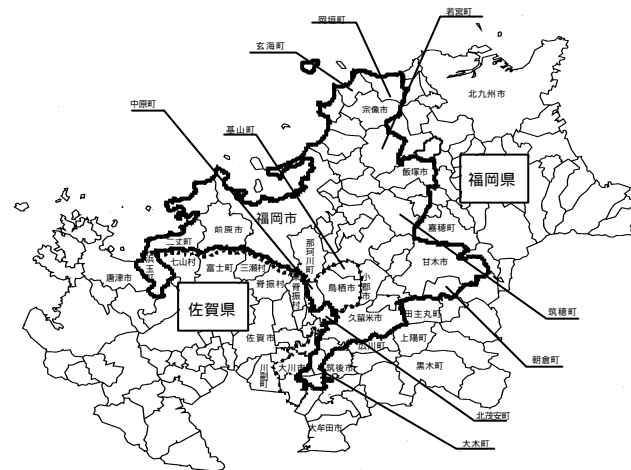 岡垣町
若宮町
玄海町
北九州市
宗像市
中原町
基山町
飯塚市
福岡県
福岡市
前原市
嘉穂町
二丈町
那珂川町
浜玉
七山村
富士町
三瀬村
脊振村
脊振村
鳥栖市
小郡市
甘木市
唐津市
佐賀県
久留米市
田主丸町
筑穂町
佐賀市
広川町
上陽町
朝倉町
川副町
大川市
筑後市
黒木町
北茂安町
大牟田市
大木町